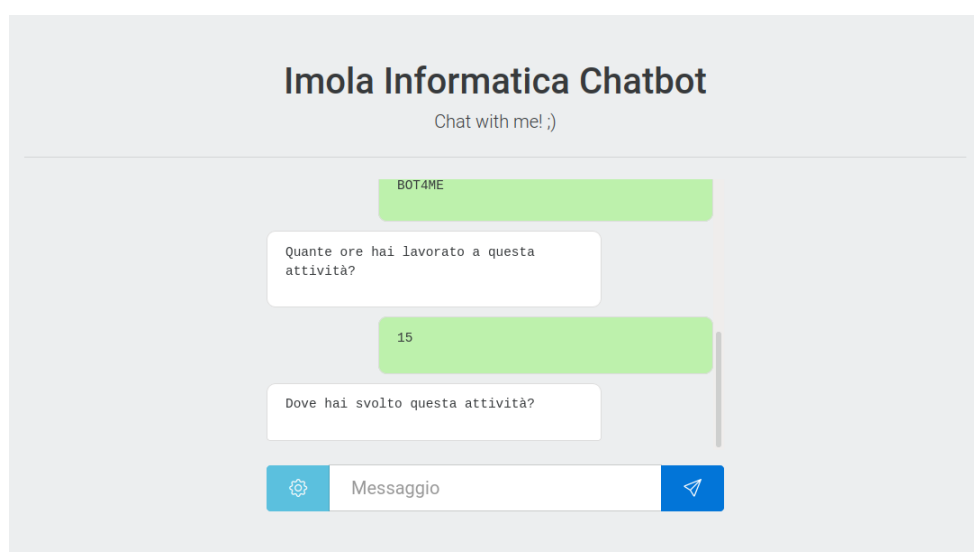 Imola Informatica Chatbot
Chat with me! ;)
BOT4ME
Quante ore hai lavorato a questa
attività?
15
Dove hai svolto questa attività?
Messaggio